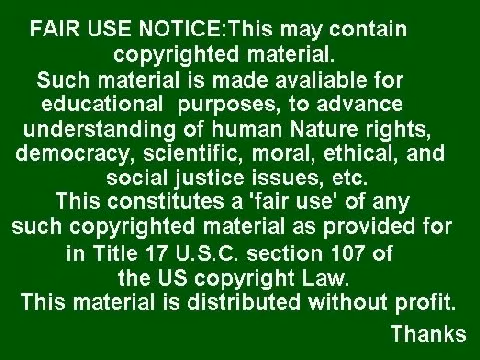 FAIR USE NOTICE:This may contain
copyrighted material.
Such material is made avaliable for
educational purposes, to advance
understanding of human Nature rights,
democracy, scientific, moral, ethical, and
social justice issues, etc.
This constitutes a 'fair use' of any
such copyrighted material as provided for
in Title 17 U.S.C. section 107 of
the US copyright Law.
This material is distributed without profit.
Thanks